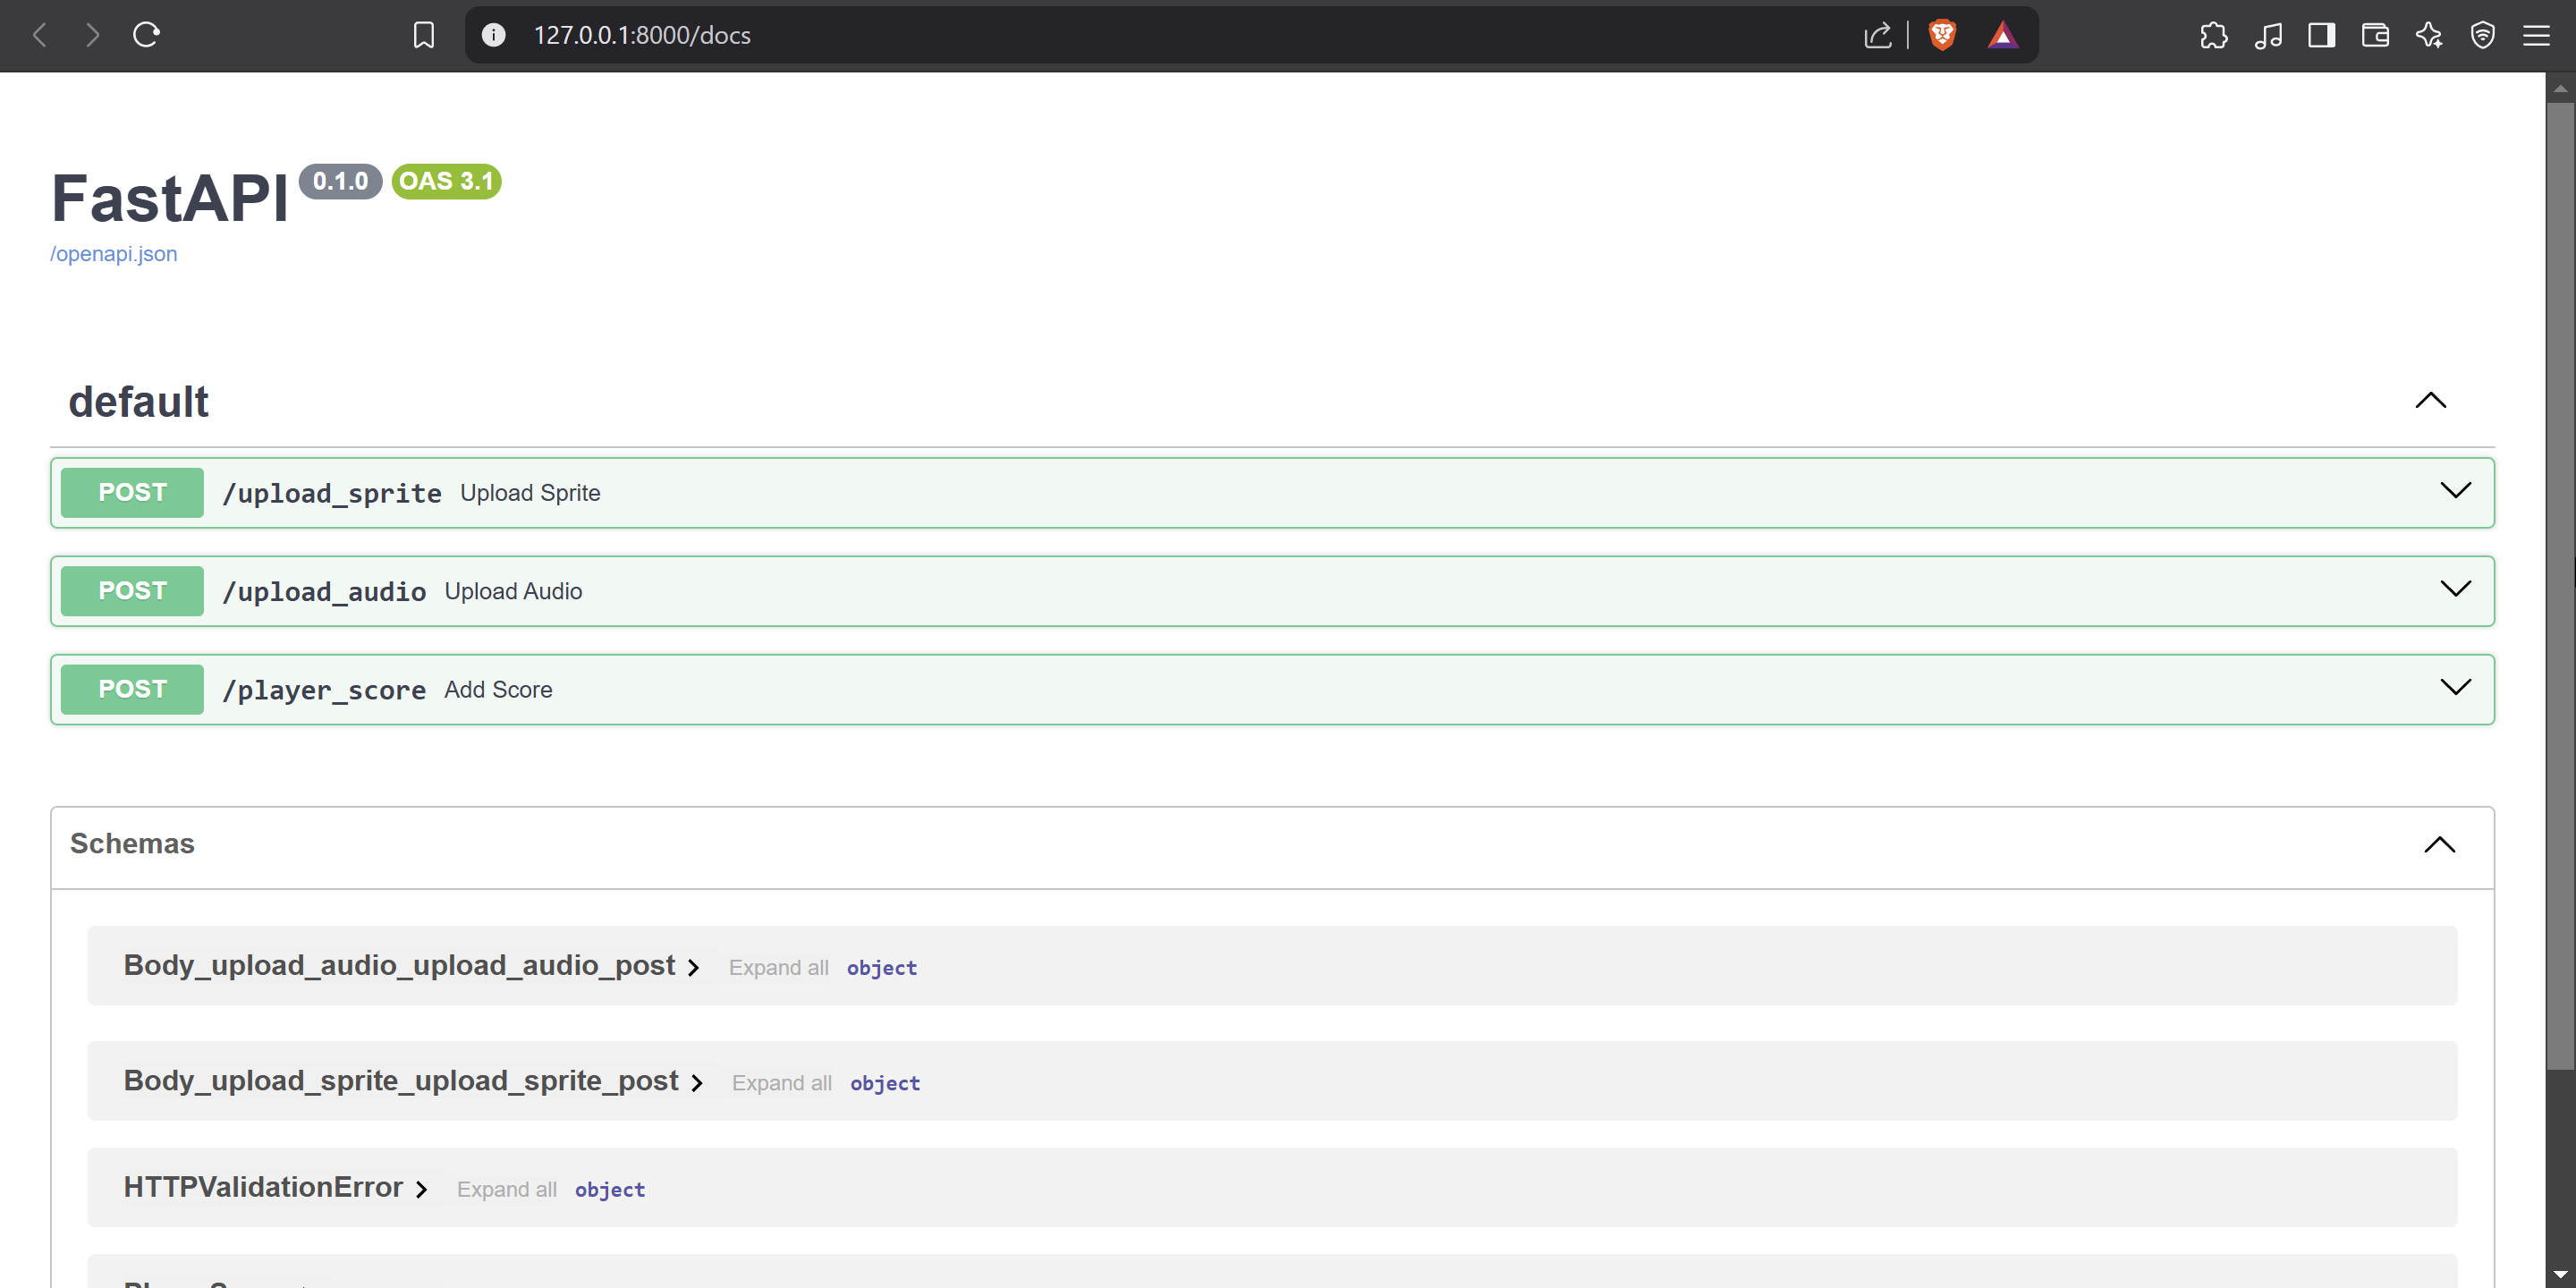 127.0.0.1:8000/docs
FastAPI 0.1.0 OAS 3.1
/openapi.json
default
POST /upload_sprite Upload Sprite
POST /upload_audio Upload Audio
POST /player_score Add Score
Schemas
Body_upload_audio_upload_audio_post Expand all object
Body_upload_sprite_upload_sprite_post Expand all object
HTTPValidationError Expand all object